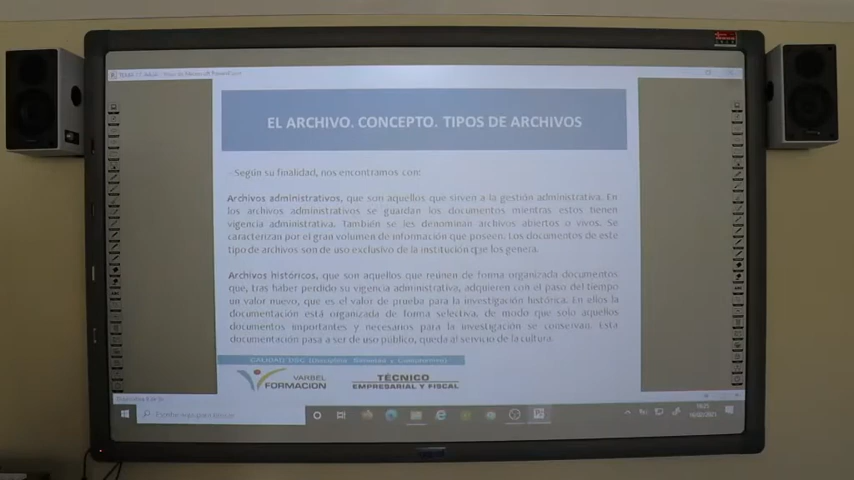 EL ARCHIVO. CONCEPTO. TIPOS DE ARCHIVOS
- Según su finalidad, nos encontramos con:
Archivos administrativos, que son aquellos que sirven a la gestión administrativa. En
los archivos administrativos se guardan los documentos mientras estos tienen
vigencia administrativa. También se les denominan archivos abiertos o vivos. Se
caracterizan por el gran volumen de información que poseen. Los documentos de este
tipo de archivos son de uso exclusivo de la institución que los genera.
Archivos históricos, que son aquellos que reúnen de forma organizada documentos
que, tras haber perdido su vigencia administrativa, adquieren con el paso del tiempo
un valor nuevo, que es el valor de prueba para la investigación histórica. En ellos la
documentación está organizada de forma selectiva, de modo que solo aquellos
documentos importantes y necesarios para la investigación se conservan. Esta
documentación pasa a ser de uso público, queda al servicio de la cultura.
VARBEL
FORMACIÓN
TÉCNICO
EMPRESARIAL Y FISCAL